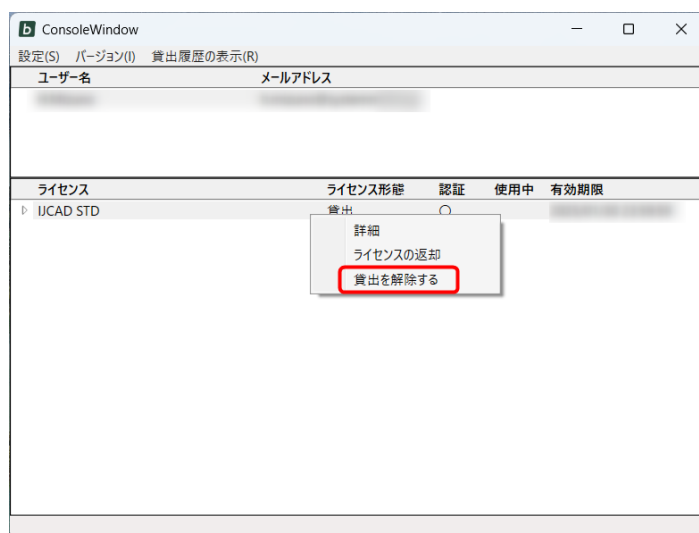 b ConsoleWindow
設定(S) バージョン(I) 貸出履歴の表示(R)
ユーザー名 メールアドレス
ライセンス ライセンス形態 認証 使用中 有効期限
IJCAD STD 貸出 ○
詳細
ライセンスの返却
貸出を解除する